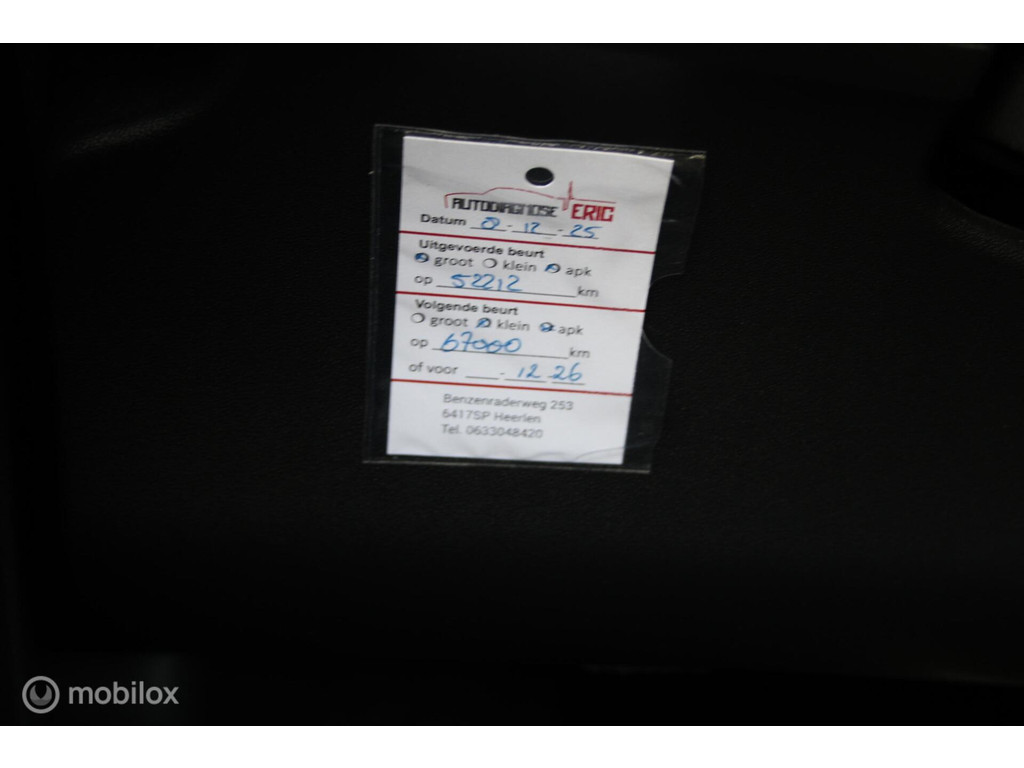 AUTODIAGNOSE ERIC
Datum - 12 - 25
Uitgevoerde beurt
groot klein apk
op 52212 km
Volgende beurt
groot klein apk
op 67000 km
of voor - 12 26
Benzenraderweg 253
6417SP Heerlen
Tel. 0633048420
mobilox